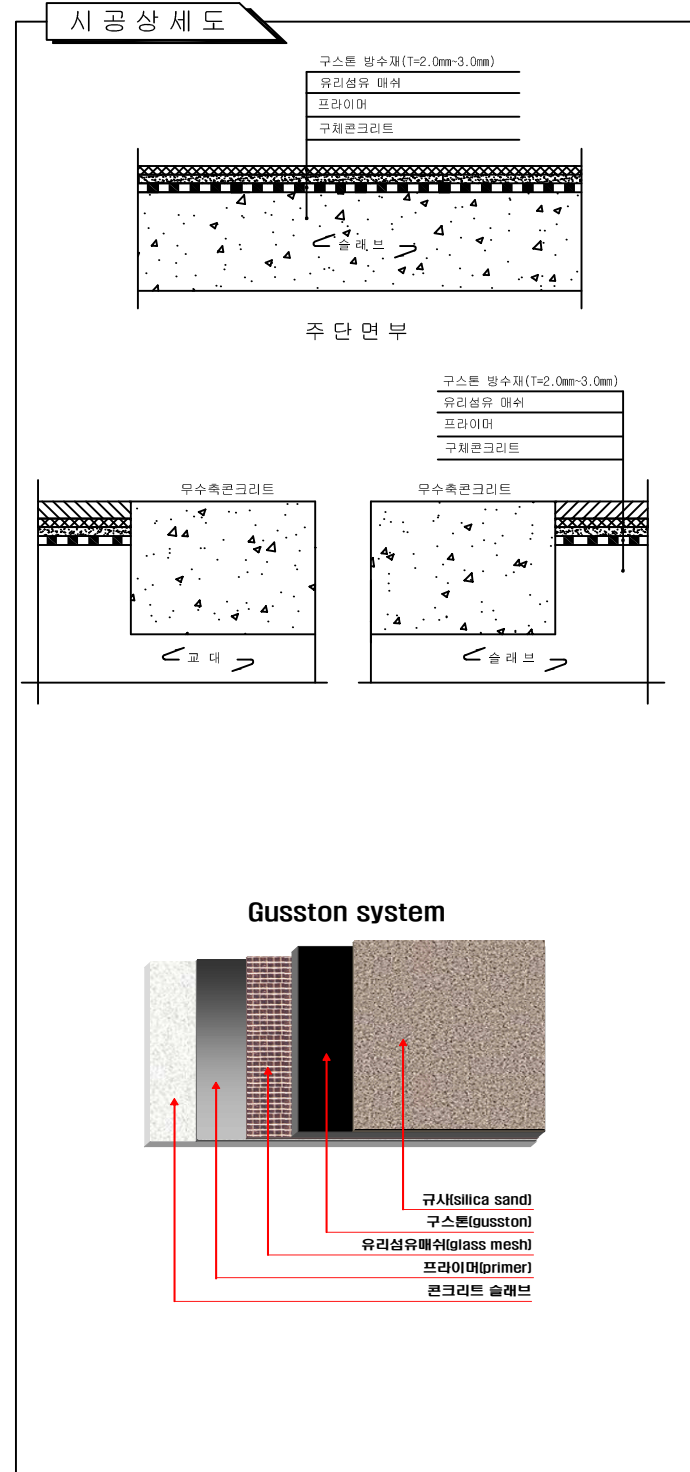 시공상세도
구스톤 방수재(T=2.0mm~3.0mm)
유리섬유 매쉬
프라이머
구체콘크리트
슬래브
주단면부
구스톤 방수재(T=2.0mm~3.0mm)
유리섬유 매쉬
프라이머
구체콘크리트
무수축콘크리트
무수축콘크리트
교대
슬래브
Gusston system
규사(silica sand)
구스톤(gusston)
유리섬유매쉬(glass mesh)
프라이머(primer)
콘크리트 슬래브